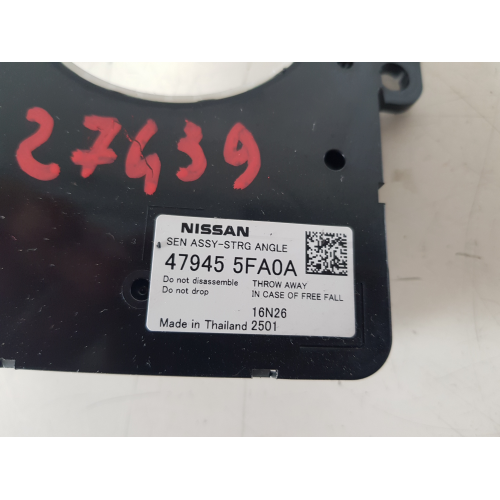 27439
NISSAN
SEN ASSY-STRG ANGLE
47945 5FA0A
Do not disassemble THROW AWAY
Do not drop IN CASE OF FREE FALL
16N26
Made in Thailand 2501